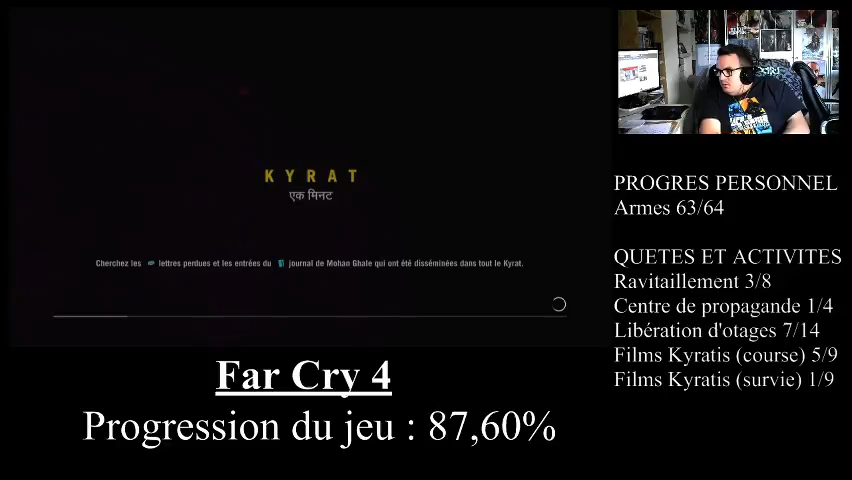 KYRAT
एक मिनट
Cherchez les lettres perdues et les entrées du journal de Mohan Ghale qui ont été disséminées dans tout le Kyrat.
Far Cry 4
Progression du jeu : 87,60%
PROGRES PERSONNEL
Armes 63/64
QUETES ET ACTIVITES
Ravitaillement 3/8
Centre de propagande 1/4
Libération d'otages 7/14
Films Kyratis (course) 5/9
Films Kyratis (survie) 1/9